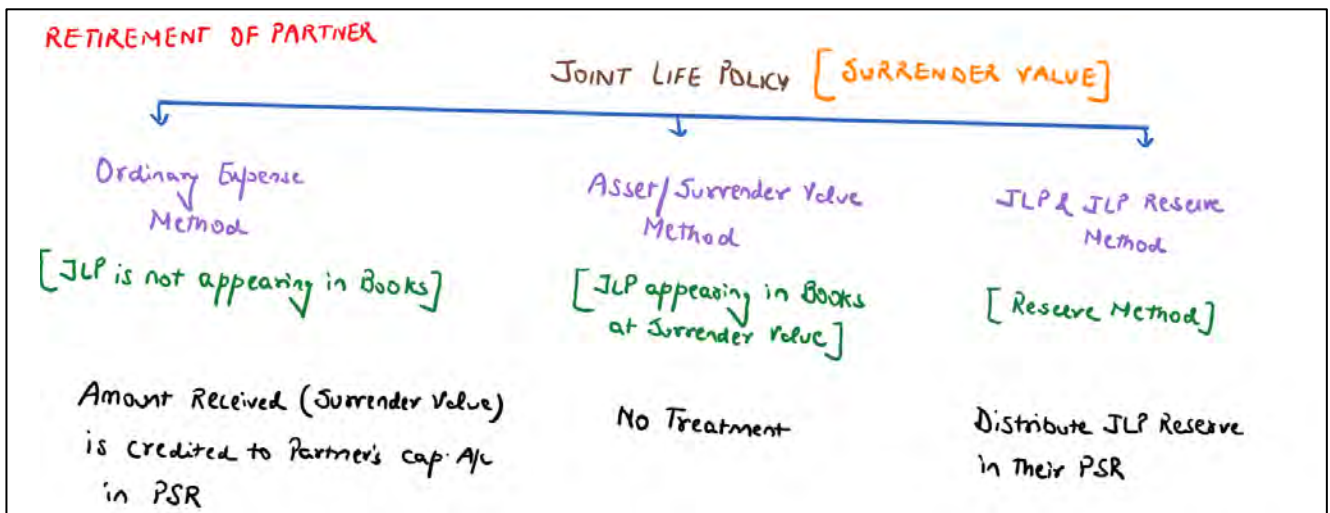 RETIREMENT OF PARTNER
JOINT LIFE POLICY [SURRENDER VALUE]
Ordinary Expense
Method
[JLP is not appearing in Books]
Amount Received (Surrender Value)
is credited to Partner's cap. A/c
in PSR
Asset/Surrender Value
Method
[JLP appearing in Books
at Surrender Value]
No Treatment
JLP & JLP Reserve
Method
[Reserve Method]
Distribute JLP Reserve
in Their PSR